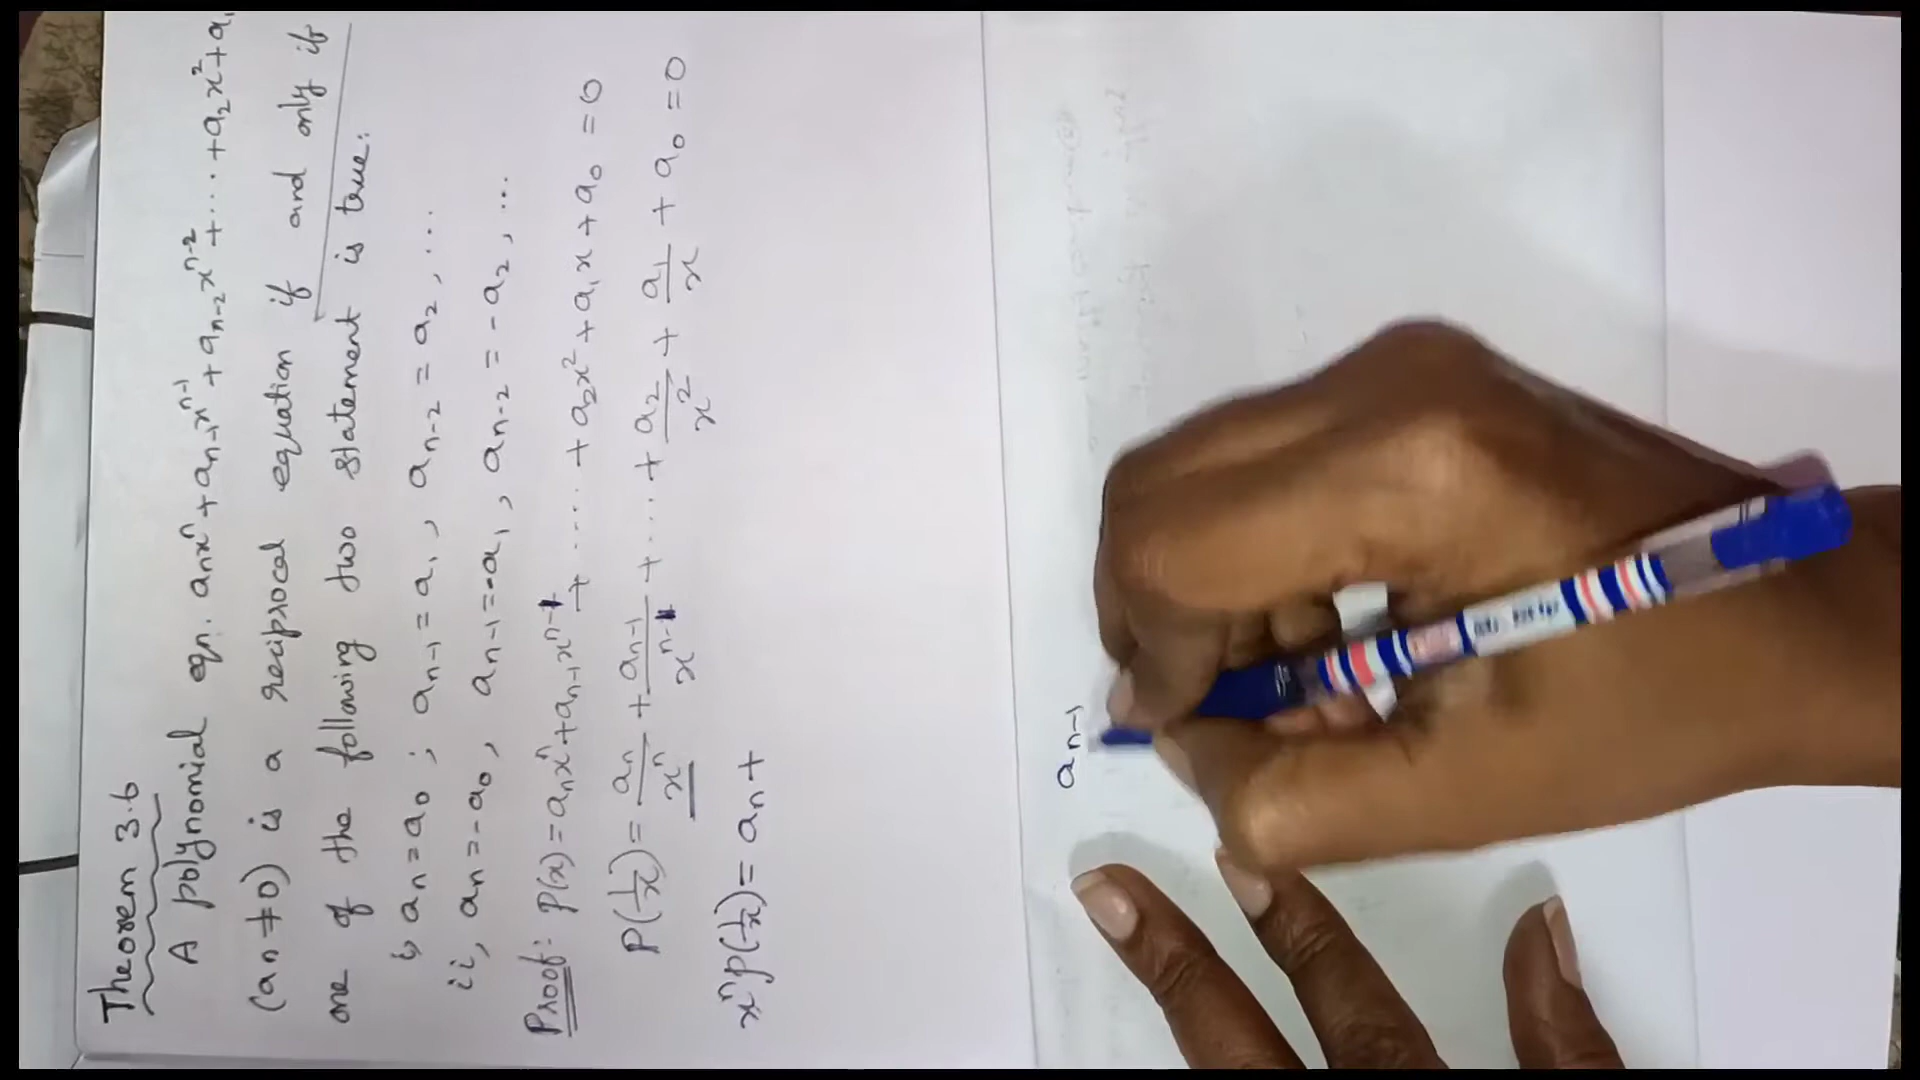 Theorem 3.6
A polynomial eqn. aₙxⁿ + aₙ₋₁xⁿ⁻¹ + aₙ₋₂xⁿ⁻² + .... + a₂x² + a₁
(aₙ ≠ 0) is a reciprocal equation if and only if
one of the following two statement is true:
i, aₙ = a₀ ; aₙ₋₁ = a₁ , aₙ₋₂ = a₂ , ...
ii, aₙ = -a₀ , aₙ₋₁ = -a₁ , aₙ₋₂ = -a₂ , ...
Proof: P(x) = aₙxⁿ + aₙ₋₁xⁿ⁻¹ + .... + a₂x² + a₁x + a₀ = 0
P(1/x) = aₙ/xⁿ + aₙ₋₁/xⁿ⁻¹ + .... + a₂/x² + a₁/x + a₀ = 0
xⁿP(1/x) = aₙ +
aₙ₋₁